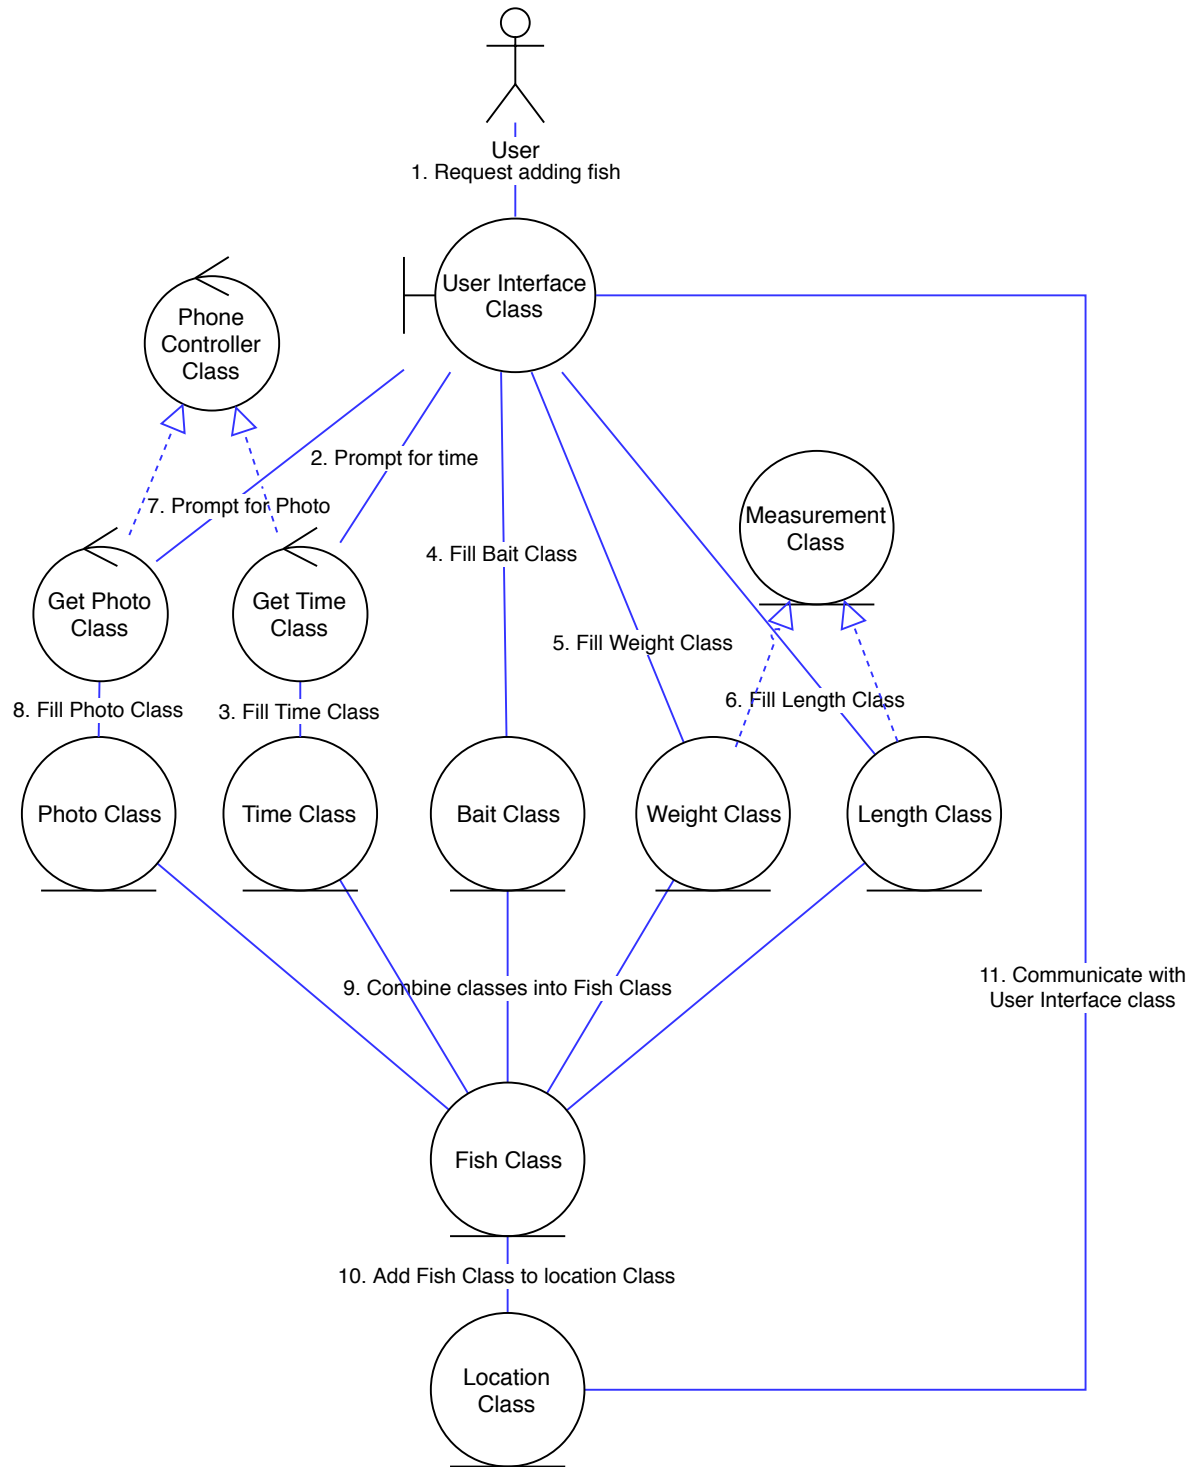 User
1. Request adding fish
User Interface
Class
Phone
Controller
Class
2. Prompt for time
7. Prompt for Photo
Measurement
Class
4. Fill Bait Class
Get Photo
Class
Get Time
Class
5. Fill Weight Class
6. Fill Length Class
8. Fill Photo Class
3. Fill Time Class
Photo Class
Time Class
Bait Class
Weight Class
Length Class
9. Combine classes into Fish Class
11. Communicate with
User Interface class
Fish Class
10. Add Fish Class to location Class
Location
Class